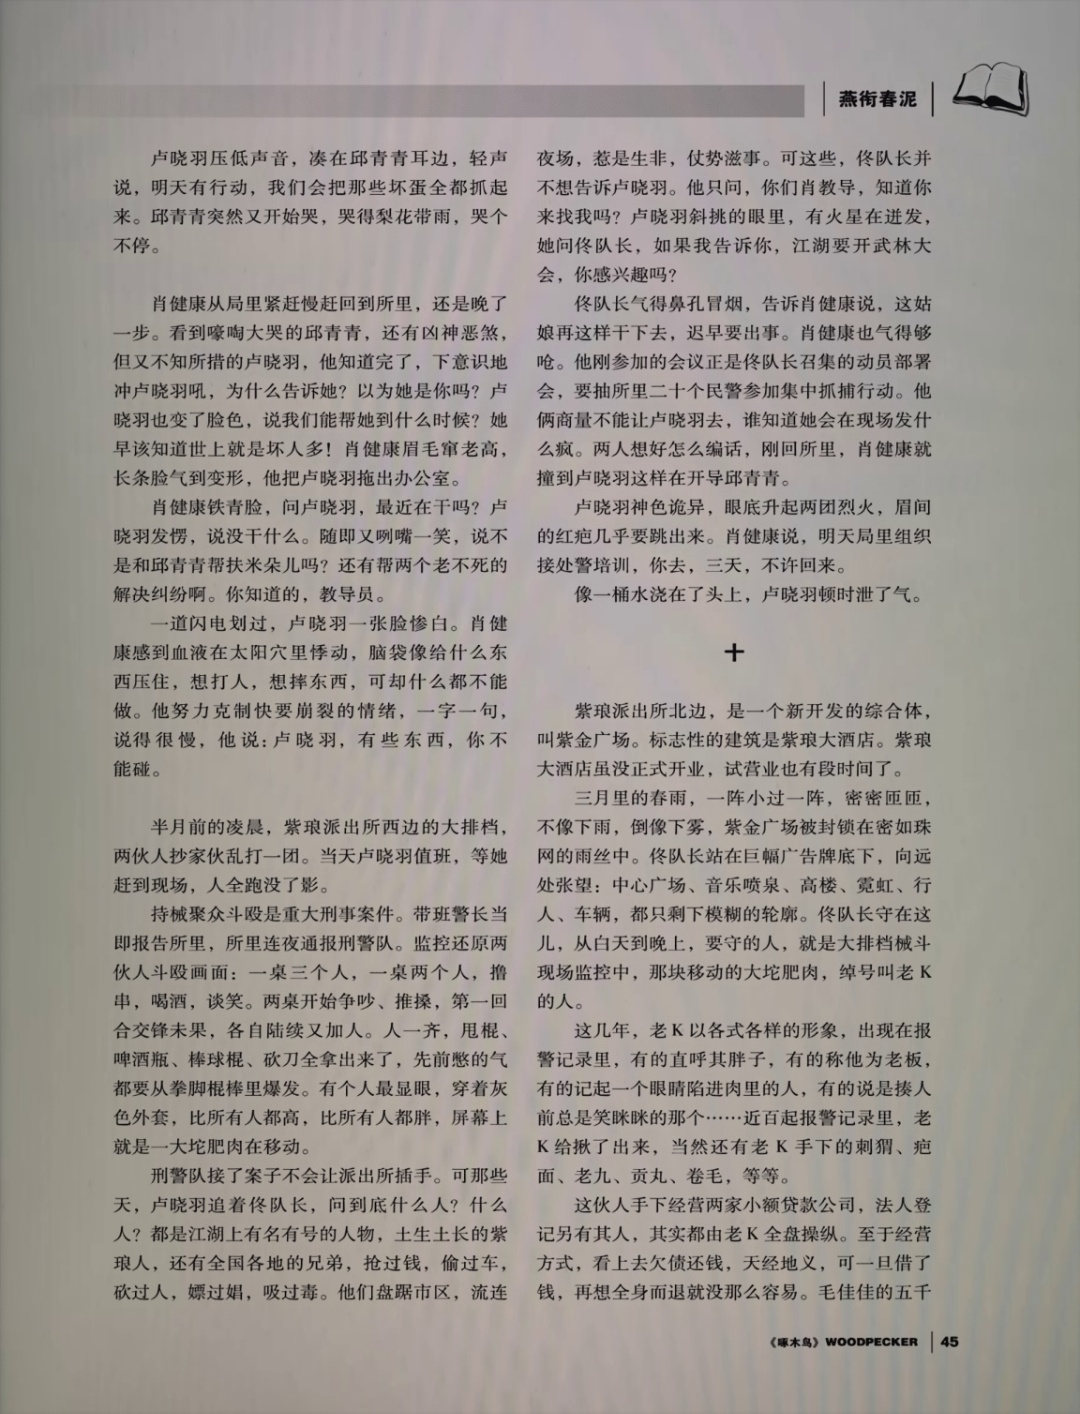 燕衔春泥
卢晓羽压低声音，凑在邱青青耳边，轻声
说，明天有行动，我们会把那些坏蛋全都抓起
来。邱青青突然又开始哭，哭得梨花带雨，哭个
不停。
肖健康从局里紧赶慢赶回到所里，还是晚了
一步。看到嚎啕大哭的邱青青，还有凶神恶煞，
但又不知所措的卢晓羽，他知道完了，下意识地
冲卢晓羽吼，为什么告诉她？以为她是你吗？卢
晓羽也变了脸色，说我们能帮她到什么时候？她
早该知道世上就是坏人多！肖健康眉毛窜老高，
长条脸气到变形，他把卢晓羽拖出办公室。
肖健康铁青脸，问卢晓羽，最近在干吗？卢
晓羽发愣，说没干什么。随即又咧嘴一笑，说不
是和邱青青帮扶米朵儿吗？还有帮两个老不死的
解决纠纷啊。你知道的，教导员。
一道闪电划过，卢晓羽一张脸惨白。肖健
康感到血液在太阳穴里悸动，脑袋像给什么东
西压住，想打人，想摔东西，可却什么都不能
做。他努力克制快要崩裂的情绪，一字一句，
说得很慢，他说：卢晓羽，有些东西，你不
能碰。
半月前的凌晨，紫琅派出所西边的大排档，
两伙人抄家伙乱打一团。当天卢晓羽值班，等她
赶到现场，人全跑没了影。
持械聚众斗殴是重大刑事案件。带班警长当
即报告所里，所里连夜通报刑警队。监控还原两
伙人斗殴画面：一桌三个人，一桌两个人，撸
串，喝酒，谈笑。两桌开始争吵、推搡，第一回
合交锋未果，各自陆续又加人。人一齐，甩棍、
啤酒瓶、棒球棍、砍刀全拿出来了，先前憋的气
都要从拳脚棍棒里爆发。有个人最显眼，穿着灰
色外套，比所有人都高，比所有人都胖，屏幕上
就是一大坨肥肉在移动。
刑警队接了案子不会让派出所插手。可那些
天，卢晓羽追着佟队长，问到底什么人？什么
人？都是江湖上有名有号的人物，土生土长的紫
琅人，还有全国各地的兄弟，抢过钱，偷过车，
砍过人，嫖过娼，吸过毒。他们盘踞市区，流连
夜场，惹是生非，仗势滋事。可这些，佟队长并
不想告诉卢晓羽。他只问，你们肖教导，知道你
来找我吗？卢晓羽斜挑的眼里，有火星在迸发，
她问佟队长，如果我告诉你，江湖要开武林大
会，你感兴趣吗？
佟队长气得鼻孔冒烟，告诉肖健康说，这姑
娘再这样干下去，迟早要出事。肖健康也气得够
呛。他刚参加的会议正是佟队长召集的动员部署
会，要抽所里二十个民警参加集中抓捕行动。他
俩商量不能让卢晓羽去，谁知道她会在现场发什
么疯。两人想好怎么编话，刚回所里，肖健康就
撞到卢晓羽这样在开导邱青青。
卢晓羽神色诡异，眼底升起两团烈火，眉间
的红疤几乎要跳出来。肖健康说，明天局里组织
接处警培训，你去，三天，不许回来。
像一桶水浇在了头上，卢晓羽顿时泄了气。
十
紫琅派出所北边，是一个新开发的综合体，
叫紫金广场。标志性的建筑是紫琅大酒店。紫琅
大酒店虽没正式开业，试营业也有段时间了。
三月里的春雨，一阵小过一阵，密密匝匝，
不像下雨，倒像下雾，紫金广场被封锁在密如珠
网的雨丝中。佟队长站在巨幅广告牌底下，向远
处张望：中心广场、音乐喷泉、高楼、霓虹、行
人、车辆，都只剩下模糊的轮廓。佟队长守在这
儿，从白天到晚上，要守的人，就是大排档械斗
现场监控中，那块移动的大坨肥肉，绰号叫老 K
的人。
这几年，老 K 以各式各样的形象，出现在报
警记录里，有的直呼其胖子，有的称他为老板，
有的记起一个眼睛陷进肉里的人，有的说是揍人
前总是笑眯眯的那个……近百起报警记录里，老
K 给揪了出来，当然还有老 K 手下的刺猬、疤
面、老九、贡丸、卷毛，等等。
这伙人手下经营两家小额贷款公司，法人登
记另有其人，其实都由老 K 全盘操纵。至于经营
方式，看上去欠债还钱，天经地义，可一旦借了
钱，再想全身而退就没那么容易。毛佳佳的五千
《啄木鸟》WOODPECKER 45